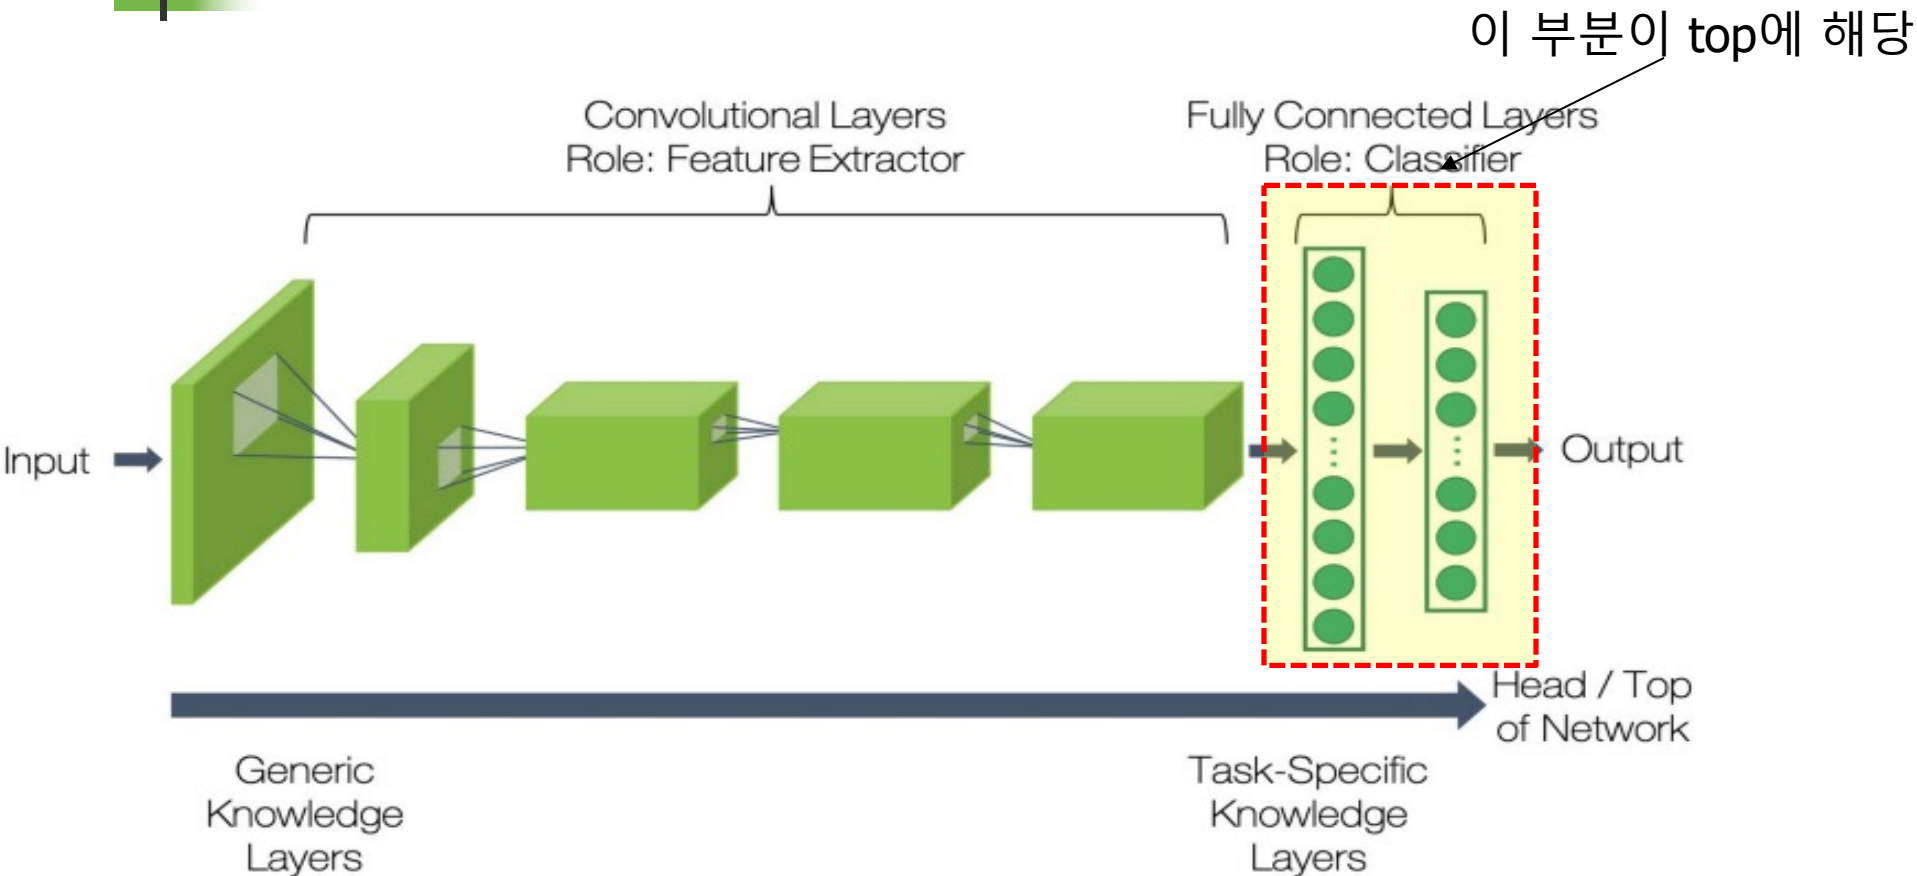 이 부분이 top에 해당
Convolutional Layers
Role: Feature Extractor
Fully Connected Layers
Role: Classifier
Input
Output
Head / Top
of Network
Generic
Knowledge
Layers
Task-Specific
Knowledge
Layers